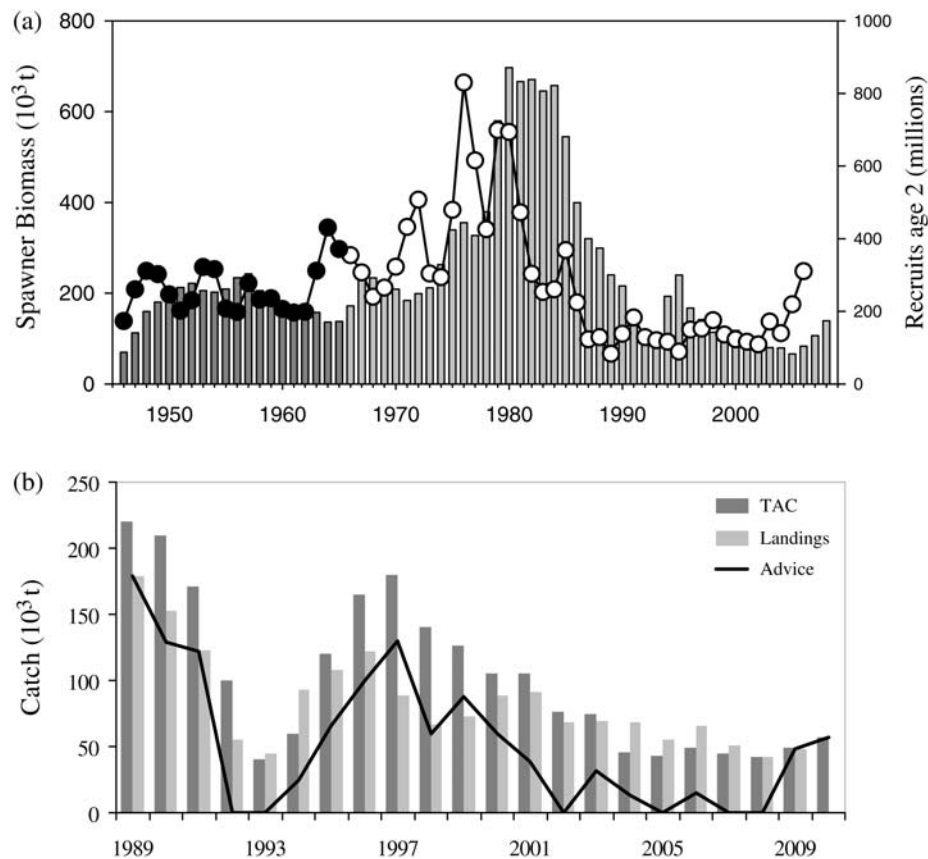 (a)
800
600
400
200
0
Spawner Biomass (10³ t)
1000
800
600
400
200
0
Recruits age 2 (millions)
1950 1960 1970 1980 1990 2000
(b)
250
200
150
100
50
0
Catch (10³ t)
TAC
Landings
Advice
1989 1993 1997 2001 2005 2009